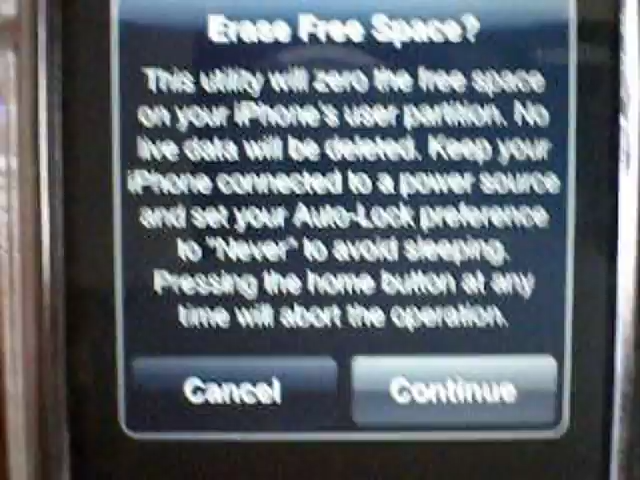 Erase Free Space?
This utility will zero the free space
on your iPhone's user partition. No
live data will be deleted. Keep your
iPhone connected to a power source
and set your Auto-Lock preference
to "Never" to avoid sleeping.
Pressing the home button at any
time will abort the operation.
Cancel Continue